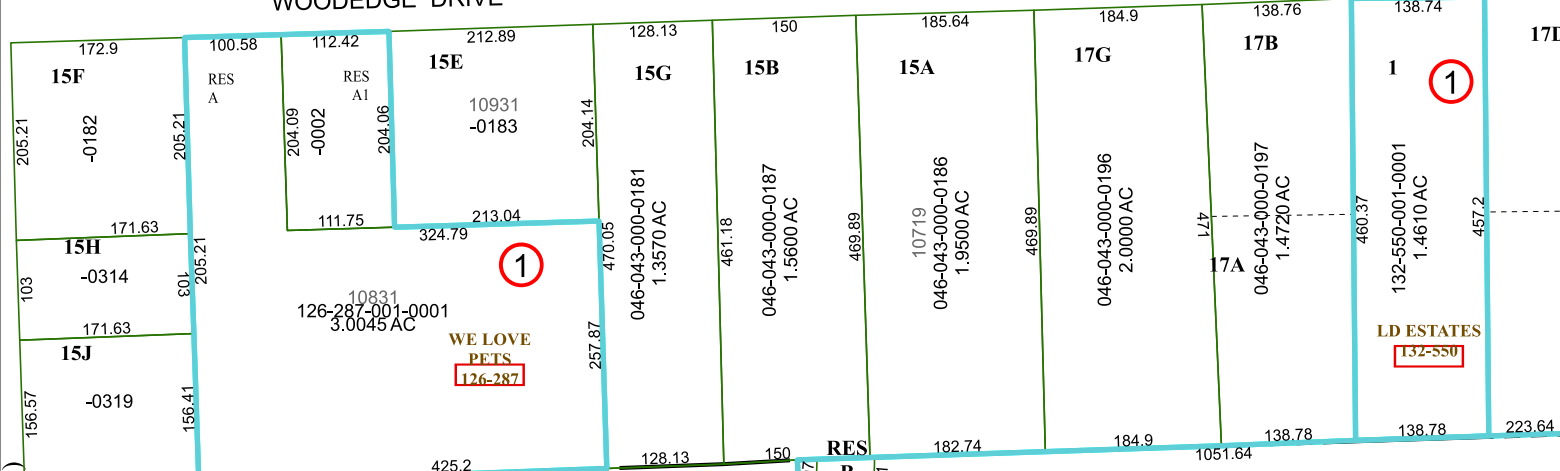 WOODEDGE DRIVE
172.9
100.58
112.42
212.89
128.13
150
185.64
184.9
138.76
138.74
15F
RES
A
RES
A1
15E
15G
15B
15A
17G
17B
1
1
17D
10931
-0183
205.21
-0182
205.21
204.09
-0002
204.06
204.14
171.63
111.75
213.04
324.79
15H
-0314
103
103
205.21
1
470.05
046-043-000-0181
1.3570 AC
461.18
046-043-000-0187
1.5600 AC
469.89
10719
046-043-000-0186
1.9500 AC
469.89
046-043-000-0196
2.0000 AC
471
17A
046-043-000-0197
1.4720 AC
460.37
132-550-001-0001
1.4610 AC
457.2
10831
126-287-001-0001
3.0045 AC
171.63
15J
-0319
156.57
156.41
WE LOVE
PETS
126-287
257.87
LD ESTATES
132-550
425.2
128.13
150
RES
182.74
184.9
1051.64
138.78
138.78
223.64